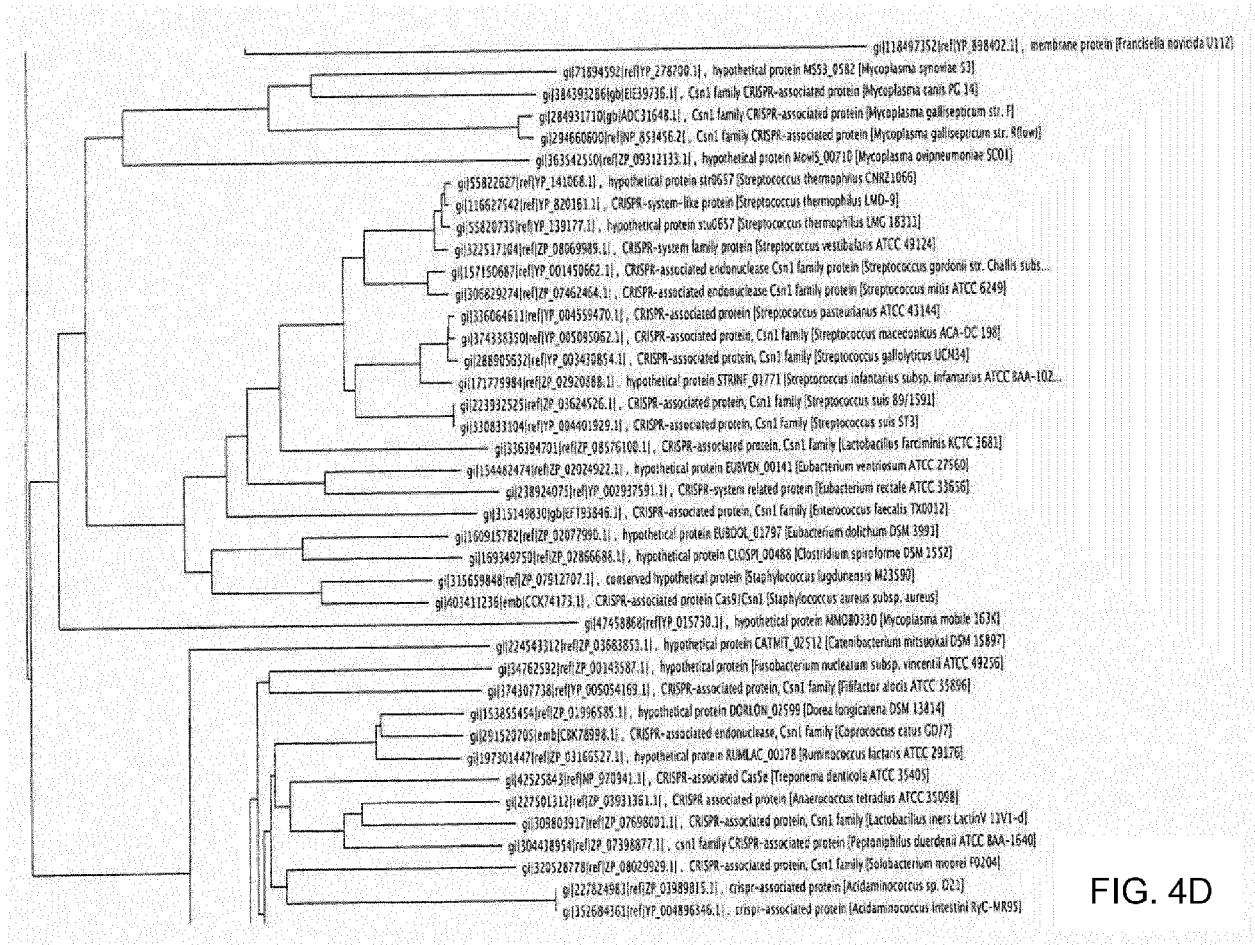 gi|118497352|ref|YP_898402.1|, membrane protein [Francisella novicida U112]
gi|71894592|ref|YP_278700.1|, hypothetical protein MS53_0582 [Mycoplasma synoviae 53]
gi|384393286|gb|EIE39736.1|, Csn1 family CRISPR-associated protein [Mycoplasma canis PG 14]
gi|284931710|gb|ADC31648.1|, Csn1 family CRISPR-associated protein [Mycoplasma gallisepticum str. F]
gi|294660600|ref|NP_853456.2|, Csn1 family CRISPR-associated protein [Mycoplasma gallisepticum str. R(low)]
gi|363542550|ref|ZP_09312133.1|, hypothetical protein MoviS_00710 [Mycoplasma ovipneumoniae SC01]
gi|55822627|ref|YP_141068.1|, hypothetical protein str0657 [Streptococcus thermophilus CNRZ1066]
gi|116627542|ref|YP_820161.1|, CRISPR-system-like protein [Streptococcus thermophilus LMD-9]
gi|55820735|ref|YP_139177.1|, hypothetical protein stu0657 [Streptococcus thermophilus LMG 18311]
gi|322517104|ref|ZP_08069989.1|, CRISPR-system family protein [Streptococcus vestibularis ATCC 49124]
gi|157150687|ref|YP_001450662.1|, CRISPR-associated endonuclease Csn1 family protein [Streptococcus gordonii str. Challis subs...
gi|306829274|ref|ZP_07462464.1|, CRISPR-associated endonuclease Csn1 family protein [Streptococcus mitis ATCC 6249]
gi|336064611|ref|YP_004559470.1|, CRISPR-associated protein [Streptococcus pasteurianus ATCC 43144]
gi|374338350|ref|YP_005095062.1|, CRISPR-associated protein, Csn1 family [Streptococcus macedonicus ACA-DC 198]
gi|288905632|ref|YP_003430854.1|, CRISPR-associated protein, Csn1 family [Streptococcus gallolyticus UCN34]
gi|171779984|ref|ZP_02920888.1|, hypothetical protein STRINF_01771 [Streptococcus infantarius subsp. infantarius ATCC BAA-102...
gi|223932525|ref|ZP_03624526.1|, CRISPR-associated protein, Csn1 family [Streptococcus suis 89/1591]
gi|330833104|ref|YP_004401929.1|, CRISPR-associated protein, Csn1 family [Streptococcus suis ST3]
gi|336394701|ref|ZP_08576100.1|, CRISPR-associated protein, Csn1 family [Lactobacillus farciminis KCTC 3681]
gi|154482474|ref|ZP_02024922.1|, hypothetical protein EUBVEN_00141 [Eubacterium ventriosum ATCC 27560]
gi|238924075|ref|YP_002937591.1|, CRISPR-system related protein [Eubacterium rectale ATCC 33656]
gi|315149830|gb|EFT93846.1|, CRISPR-associated protein, Csn1 family [Enterococcus faecalis TX0012]
gi|160915782|ref|ZP_02077990.1|, hypothetical protein EUBDOL_01797 [Eubacterium dolichum DSM 3991]
gi|169349750|ref|ZP_02866688.1|, hypothetical protein CLOSPI_00488 [Clostridium spiroforme DSM 1552]
gi|315659848|ref|ZP_07912707.1|, conserved hypothetical protein [Staphylococcus lugdunensis M23590]
gi|403411236|emb|CCK74173.1|, CRISPR-associated protein Cas9/Csn1 [Staphylococcus aureus subsp. aureus]
gi|47458868|ref|YP_015730.1|, hypothetical protein MMOB0330 [Mycoplasma mobile 163K]
gi|224543312|ref|ZP_03683851.1|, hypothetical protein CATMIT_02512 [Catenibacterium mitsuokai DSM 15897]
gi|34762592|ref|ZP_00143587.1|, hypothetical protein [Fusobacterium nucleatum subsp. vincentii ATCC 49256]
gi|374307738|ref|YP_005054169.1|, CRISPR-associated protein, Csn1 family [Filifactor alocis ATCC 35896]
gi|153855454|ref|ZP_01996585.1|, hypothetical protein DORLON_02599 [Dorea longicatena DSM 13814]
gi|291520705|emb|CBK78998.1|, CRISPR-associated endonuclease, Csn1 family [Coprococcus catus GD/7]
gi|197301447|ref|ZP_03166527.1|, hypothetical protein RUMLAC_00178 [Ruminococcus lactaris ATCC 29176]
gi|42525843|ref|NP_970941.1|, CRISPR-associated Cas5e [Treponema denticola ATCC 35405]
gi|227501312|ref|ZP_03931361.1|, CRISPR associated protein [Anaerococcus tetradius ATCC 35098]
gi|309803917|ref|ZP_07698001.1|, CRISPR-associated protein, Csn1 family [Lactobacillus iners LactinV 11V1-d]
gi|304438954|ref|ZP_07398877.1|, csn1 family CRISPR-associated protein [Peptoniphilus duerdenii ATCC BAA-1640]
gi|320528778|ref|ZP_08029929.1|, CRISPR-associated protein, Csn1 family [Solobacterium moorei F0204]
gi|227824983|ref|ZP_03989815.1|, crispr-associated protein [Acidaminococcus sp. D21]
gi|352684361|ref|YP_004896346.1|, crispr-associated protein [Acidaminococcus intestini RyC-MR95]
FIG. 4D